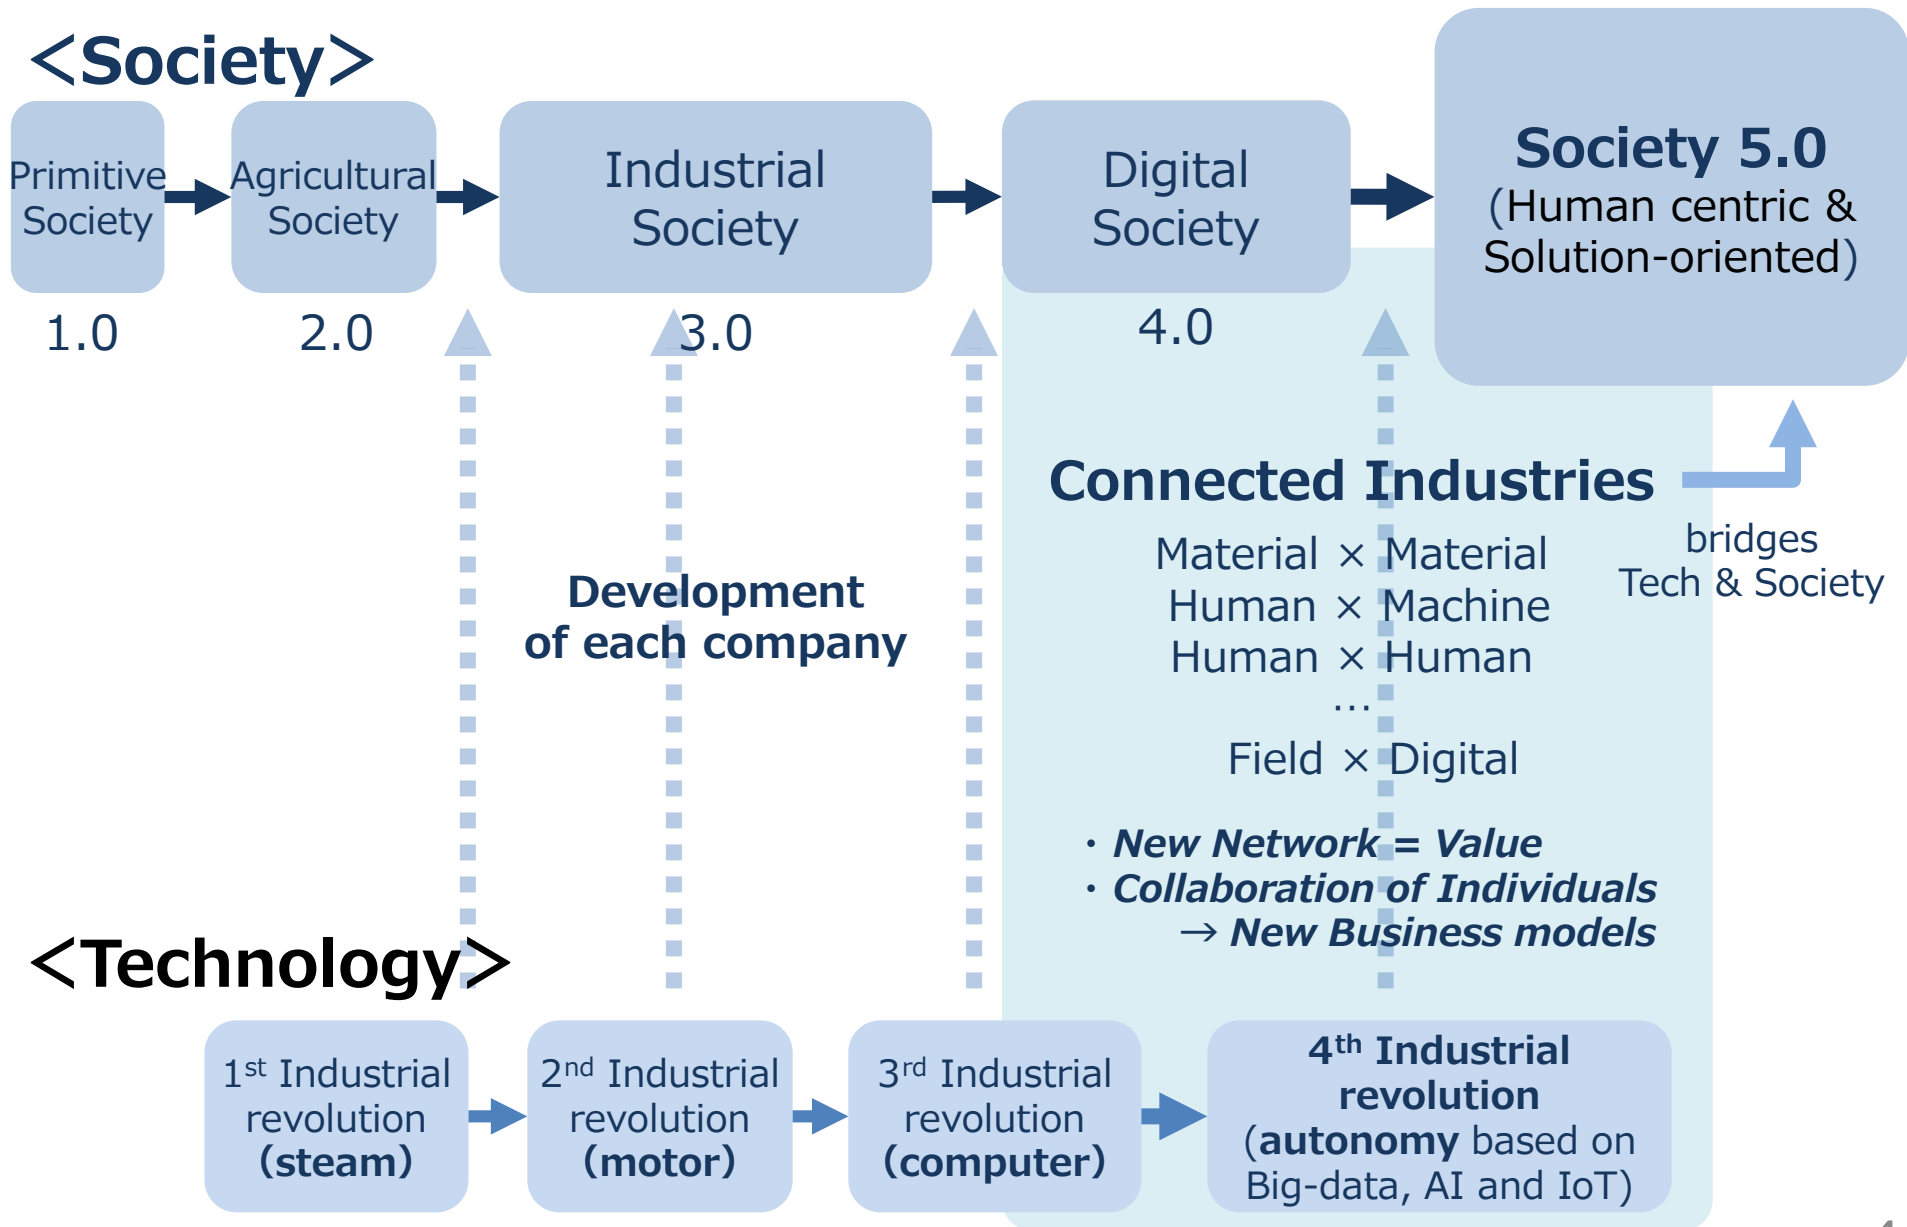 <Society>
Primitive
Society
Agricultural
Society
Industrial
Society
Digital
Society
Society 5.0
(Human centric &
Solution-oriented)
1.0
2.0
3.0
4.0
Connected Industries
bridges
Tech & Society
Material × Material
Human × Machine
Human × Human
…
Field × Digital
Development
of each company
・New Network = Value
・Collaboration of Individuals
→ New Business models
<Technology>
1st Industrial
revolution
(steam)
2nd Industrial
revolution
(motor)
3rd Industrial
revolution
(computer)
4th Industrial
revolution
(autonomy based on
Big-data, AI and IoT)